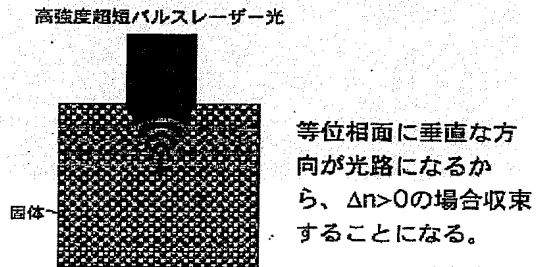 高強度超短パルスレーザー光
等位相面に垂直な方
向が光路になるか
ら、Δn>0の場合収束
することになる。
固体